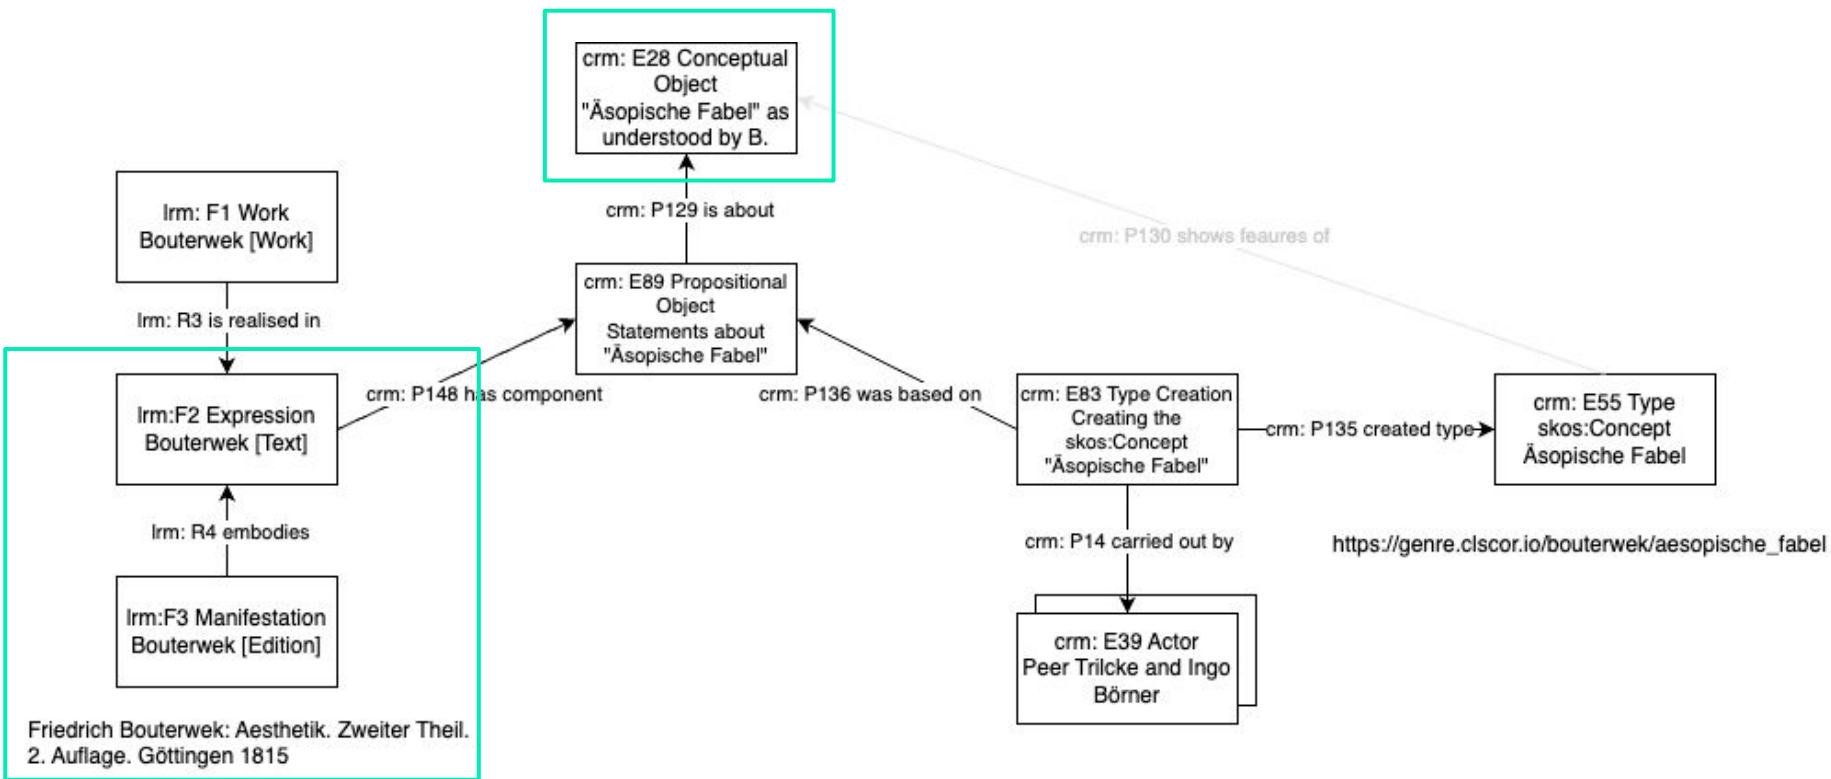 crm: E28 Conceptual
Object
"Äsopische Fabel" as
understood by B.
crm: P129 is about
crm: P130 shows feaures of
lrm: F1 Work
Bouterwek [Work]
lrm: R3 is realised in
crm: E89 Propositional
Object
Statements about
"Äsopische Fabel"
lrm:F2 Expression
Bouterwek [Text]
crm: P148 has component
crm: P136 was based on
crm: E83 Type Creation
Creating the
skos:Concept
"Äsopische Fabel"
crm: P135 created type
crm: E55 Type
skos:Concept
Äsopische Fabel
lrm: R4 embodies
crm: P14 carried out by
https://genre.clscor.io/bouterwek/aesopische_fabel
lrm:F3 Manifestation
Bouterwek [Edition]
crm: E39 Actor
Peer Trilcke and Ingo
Börner
Friedrich Bouterwek: Aesthetik. Zweiter Theil.
2. Auflage. Göttingen 1815